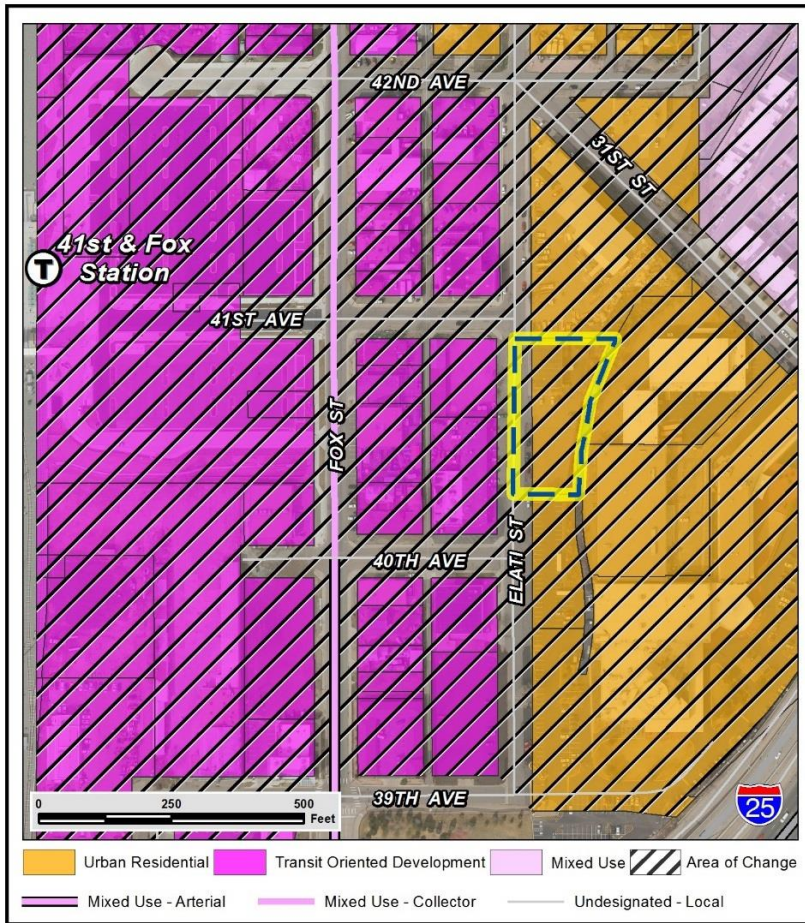 42ND AVE
31ST ST
41st & Fox
Station
T
41ST AVE
FOX ST
ELATI ST
40TH AVE
39TH AVE
0 250 500
Feet
25
Urban Residential Transit Oriented Development Mixed Use Area of Change
Mixed Use - Arterial Mixed Use - Collector Undesignated - Local